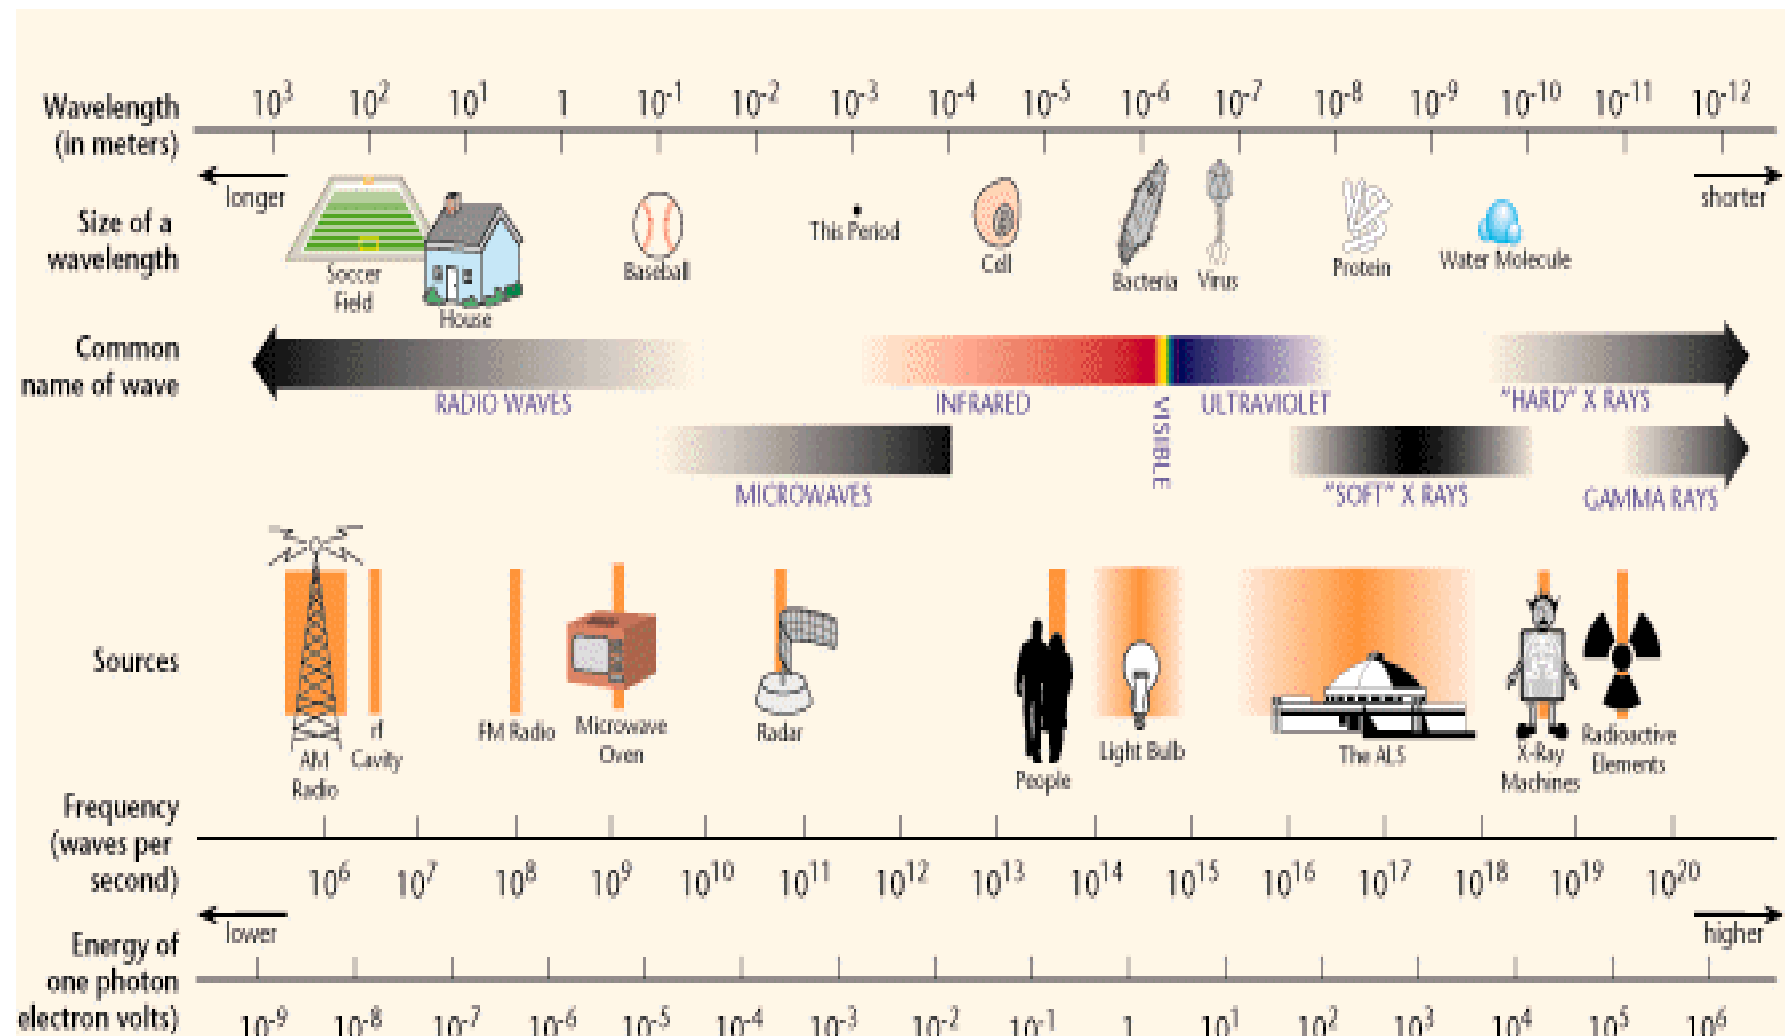 Wavelength
(in meters)
10³ 10² 10¹ 1 10⁻¹ 10⁻² 10⁻³ 10⁻⁴ 10⁻⁵ 10⁻⁶ 10⁻⁷ 10⁻⁸ 10⁻⁹ 10⁻¹⁰ 10⁻¹¹ 10⁻¹²
longer
shorter
Size of a
wavelength
Soccer
Field
House
Baseball
This Period
Cell
Bacteria
Virus
Protein
Water Molecule
Common
name of wave
RADIO WAVES
INFRARED
VISIBLE
ULTRAVIOLET
"HARD" X RAYS
MICROWAVES
"SOFT" X RAYS
GAMMA RAYS
Sources
AM
Radio
rf
Cavity
FM Radio
Microwave
Oven
Radar
People
Light Bulb
The ALS
X-Ray
Machines
Radioactive
Elements
Frequency
(waves per
second)
10⁶ 10⁷ 10⁸ 10⁹ 10¹⁰ 10¹¹ 10¹² 10¹³ 10¹⁴ 10¹⁵ 10¹⁶ 10¹⁷ 10¹⁸ 10¹⁹ 10²⁰
lower
higher
Energy of
one photon
electron volts)
10⁻⁹ 10⁻⁸ 10⁻⁷ 10⁻⁶ 10⁻⁵ 10⁻⁴ 10⁻³ 10⁻² 10⁻¹ 1 10¹ 10² 10³ 10⁴ 10⁵ 10⁶